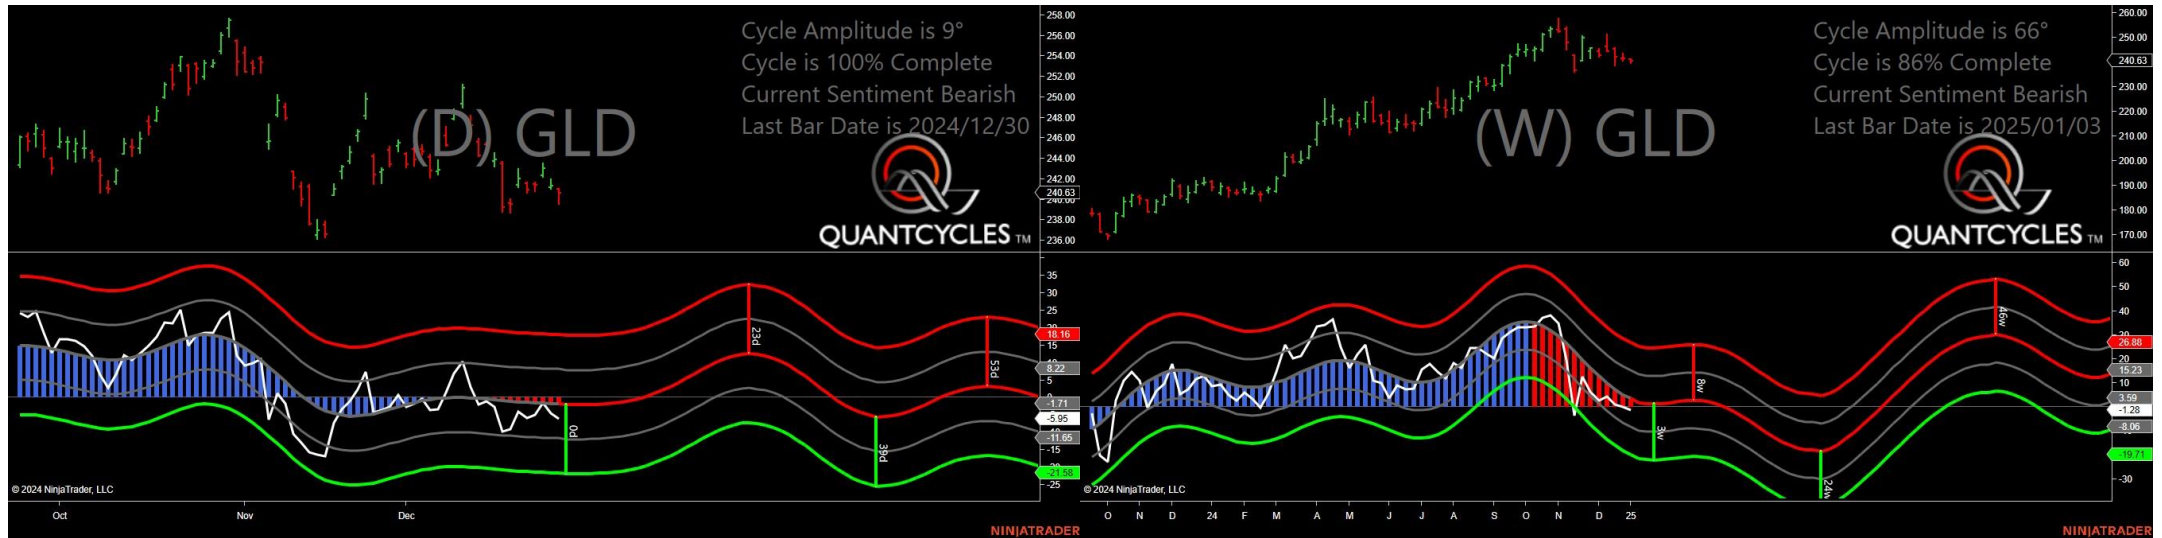 Cycle Amplitude is 9°
Cycle is 100% Complete
Current Sentiment Bearish
Last Bar Date is 2024/12/30
(D) GLD
QUANTCYCLES TM
258.00
256.00
254.00
252.00
250.00
248.00
246.00
244.00
242.00
240.63
240.00
238.00
236.00
35
30
25
18.16
15
8.22
5
-1.71
-5.95
-11.65
-15
-21.58
-25
23d
53d
0d
39d
© 2024 NinjaTrader, LLC
Oct
Nov
Dec
NINJATRADER
Cycle Amplitude is 66°
Cycle is 86% Complete
Current Sentiment Bearish
Last Bar Date is 2025/01/03
(W) GLD
QUANTCYCLES TM
260.00
250.00
240.63
230.00
220.00
210.00
200.00
190.00
180.00
170.00
60
50
40
30
26.88
20
15.23
10
3.59
-1.28
-8.06
-19.71
-30
46w
8w
3w
24w
© 2024 NinjaTrader, LLC
O N D 24 F M A M J J A S O N D 25
NINJATRADER